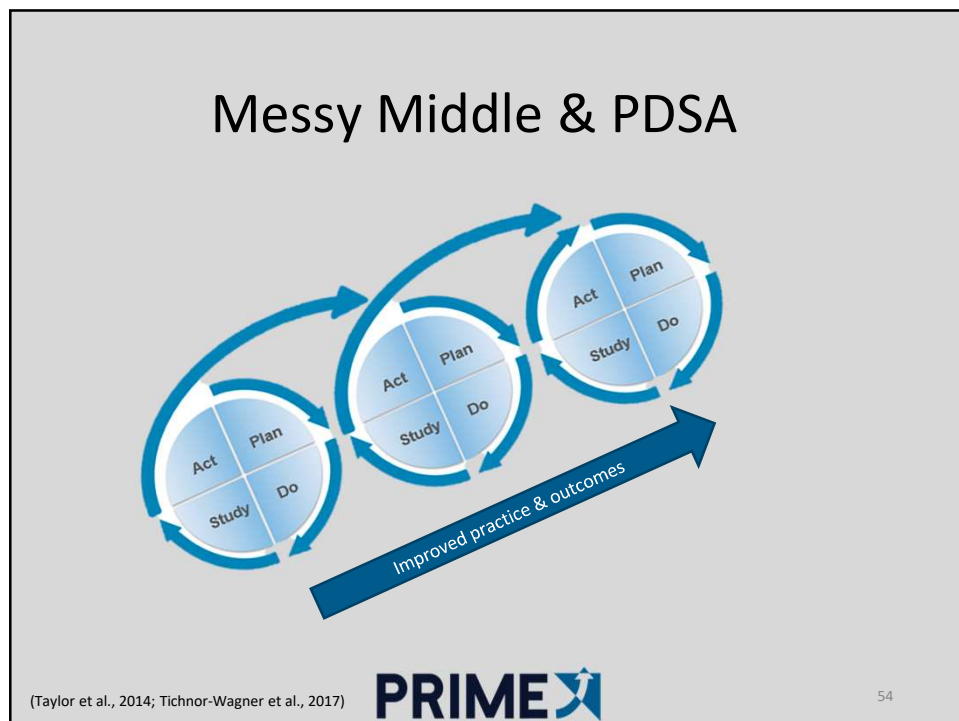 Messy Middle & PDSA
Act
Plan
Study
Do
Act
Plan
Study
Do
Act
Plan
Study
Do
Improved practice & outcomes
(Taylor et al., 2014; Tichnor-Wagner et al., 2017)
PRIME
54